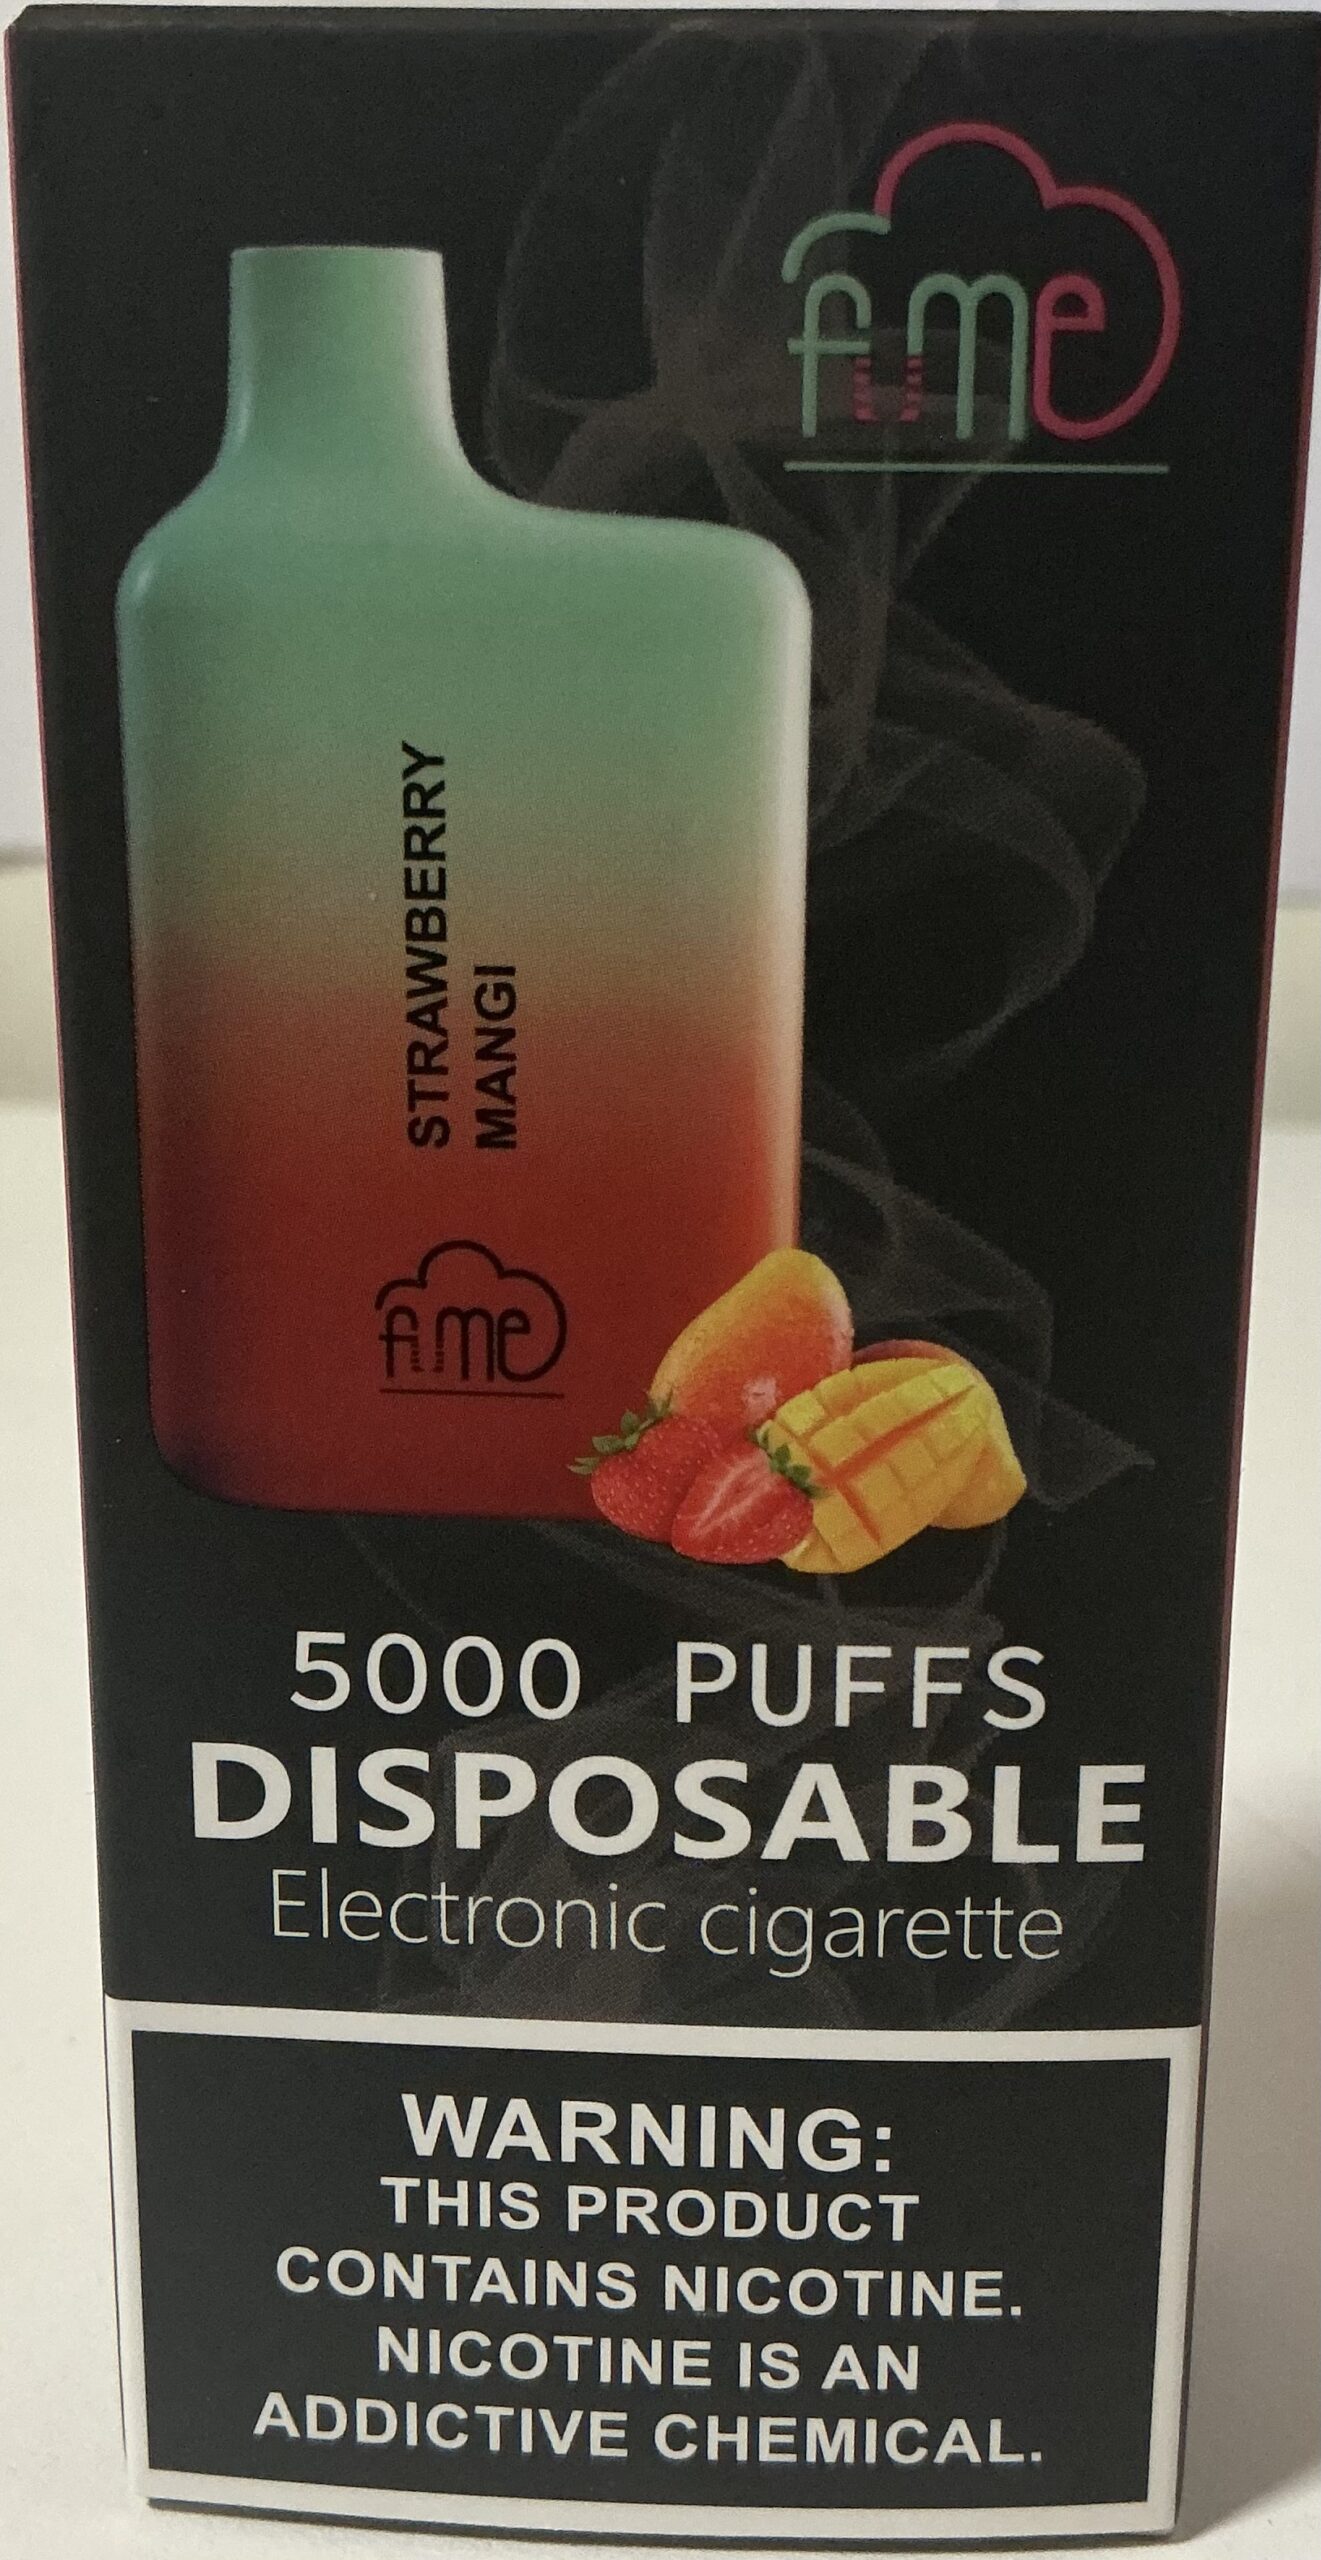 fume
STRAWBERRY
MANGI
fume
5000 PUFFS
DISPOSABLE
Electronic cigarette
WARNING:
THIS PRODUCT
CONTAINS NICOTINE.
NICOTINE IS AN
ADDICTIVE CHEMICAL.